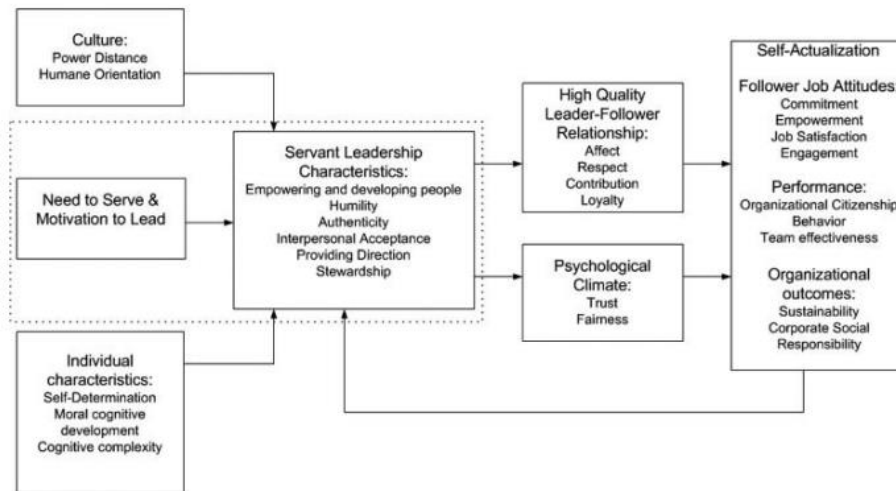 Culture:
Power Distance
Humane Orientation
Need to Serve &
Motivation to Lead
Individual
characteristics:
Self-Determination
Moral cognitive
development
Cognitive complexity
Servant Leadership
Characteristics:
Empowering and developing people
Humility
Authenticity
Interpersonal Acceptance
Providing Direction
Stewardship
High Quality
Leader-Follower
Relationship:
Affect
Respect
Contribution
Loyalty
Psychological
Climate:
Trust
Fairness
Self-Actualization
Follower Job Attitudes:
Commitment
Empowerment
Job Satisfaction
Engagement
Performance:
Organizational Citizenship
Behavior
Team effectiveness
Organizational
outcomes:
Sustainability
Corporate Social
Responsibility